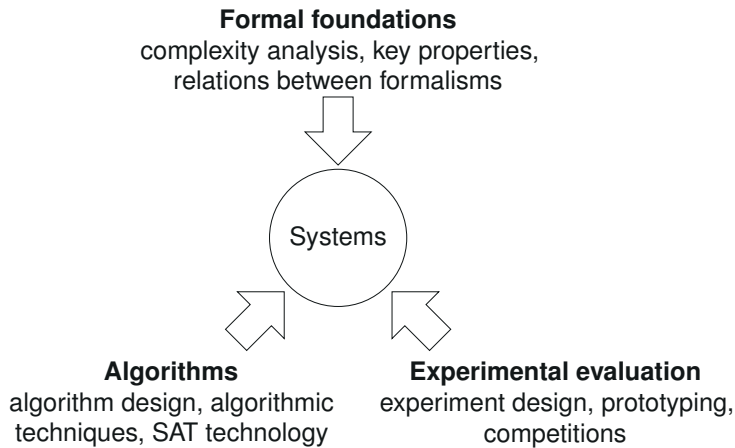 Formal foundations
complexity analysis, key properties,
relations between formalisms
Systems
Algorithms
algorithm design, algorithmic
techniques, SAT technology
Experimental evaluation
experiment design, prototyping,
competitions